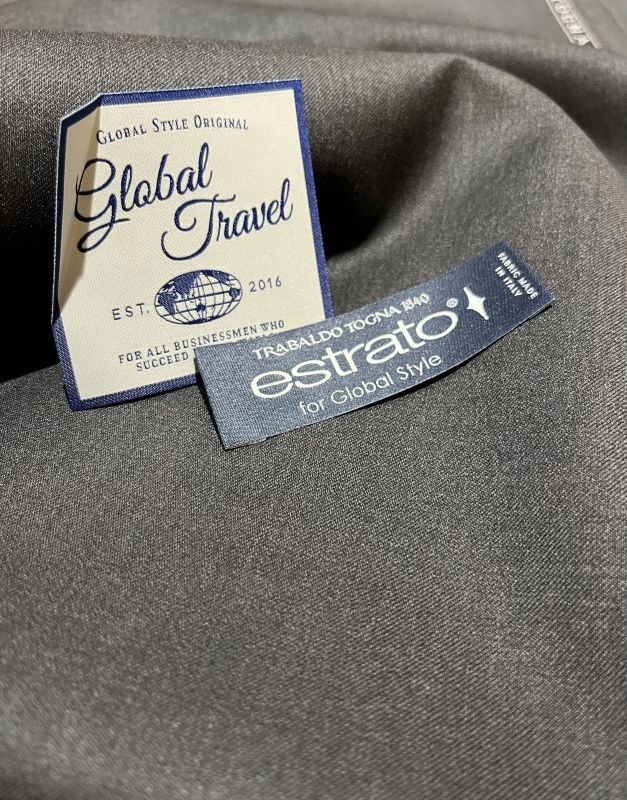 GLOBAL STYLE ORIGINAL
Global
Travel
EST. 2016
FOR ALL BUSINESSMEN WHO
SUCCEED
TRABALDO TOGNA 1840
estrato®
for Global Style
FABRIC MADE
IN ITALY